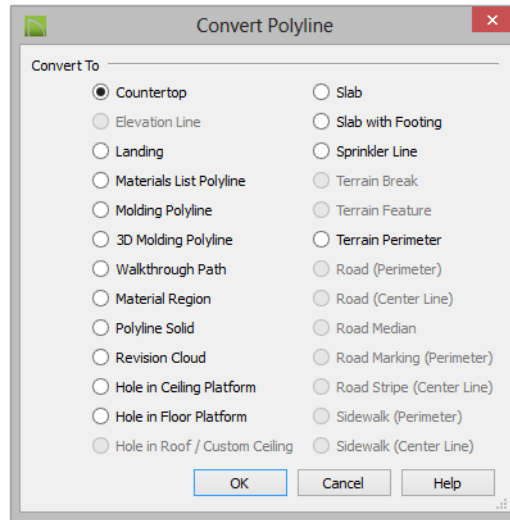 Convert Polyline
Convert To
Countertop
Elevation Line
Landing
Materials List Polyline
Molding Polyline
3D Molding Polyline
Walkthrough Path
Material Region
Polyline Solid
Revision Cloud
Hole in Ceiling Platform
Hole in Floor Platform
Hole in Roof / Custom Ceiling
Slab
Slab with Footing
Sprinkler Line
Terrain Break
Terrain Feature
Terrain Perimeter
Road (Perimeter)
Road (Center Line)
Road Median
Road Marking (Perimeter)
Road Stripe (Center Line)
Sidewalk (Perimeter)
Sidewalk (Center Line)
OK
Cancel
Help